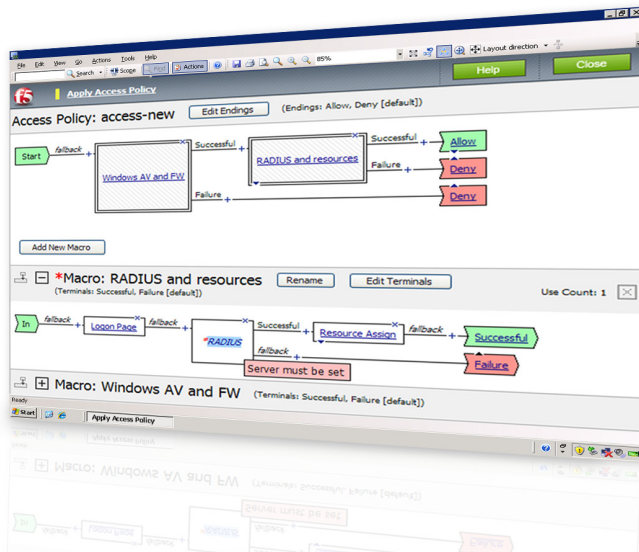 File Edit View Go Actions Tools Help
Search Scope Find Actions 85% Layout direction
Help Close
f5 Apply Access Policy
Access Policy: access-new Edit Endings (Endings: Allow, Deny [default])
Start fallback + Windows AV and FW Successful + RADIUS and resources Successful + Allow
Failure + Deny
Failure + Deny
Add New Macro
*Macro: RADIUS and resources Rename Edit Terminals Use Count: 1
(Terminals: Successful, Failure [default])
In fallback + Logon Page fallback + *RADIUS Successful + Resource Assign fallback + Successful
fallback + Failure
Server must be set
Macro: Windows AV and FW (Terminals: Successful, Failure [default])
Ready
Start Apply Access Policy